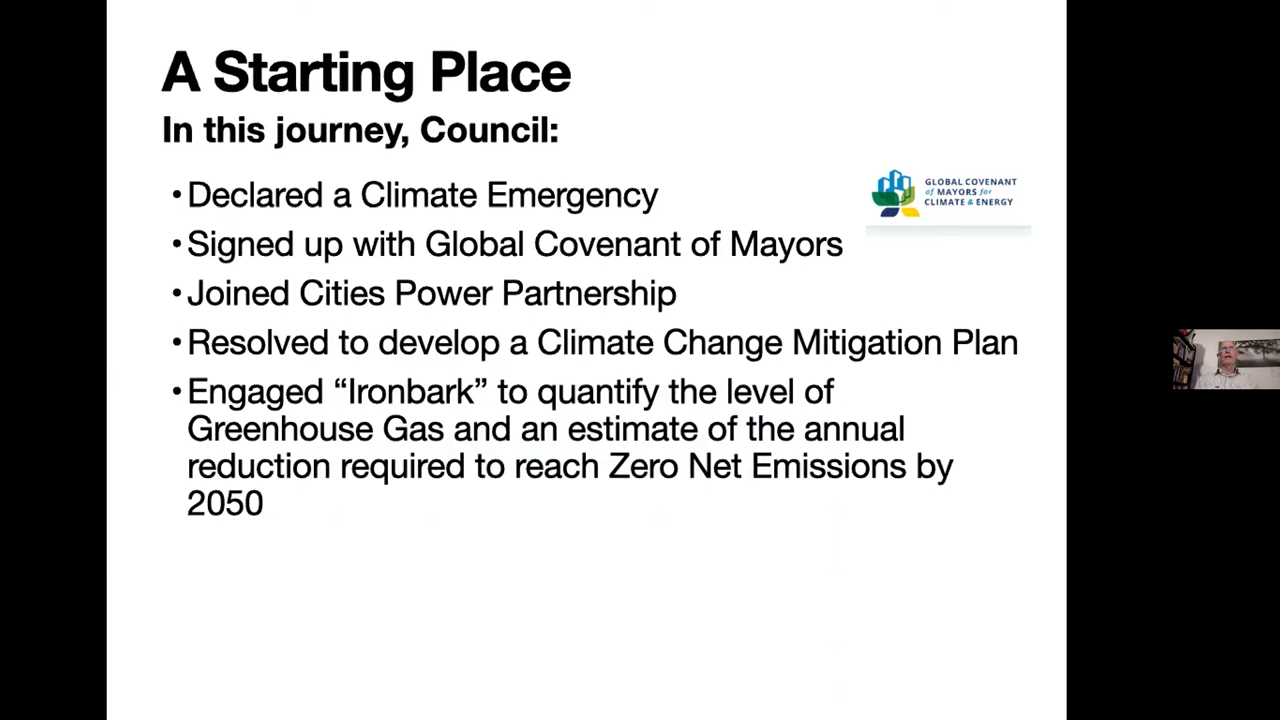 A Starting Place
In this journey, Council:
•Declared a Climate Emergency
GLOBAL COVENANT
of MAYORS for
CLIMATE & ENERGY
•Signed up with Global Covenant of Mayors
•Joined Cities Power Partnership
•Resolved to develop a Climate Change Mitigation Plan
•Engaged “Ironbark” to quantify the level of
Greenhouse Gas and an estimate of the annual
reduction required to reach Zero Net Emissions by
2050